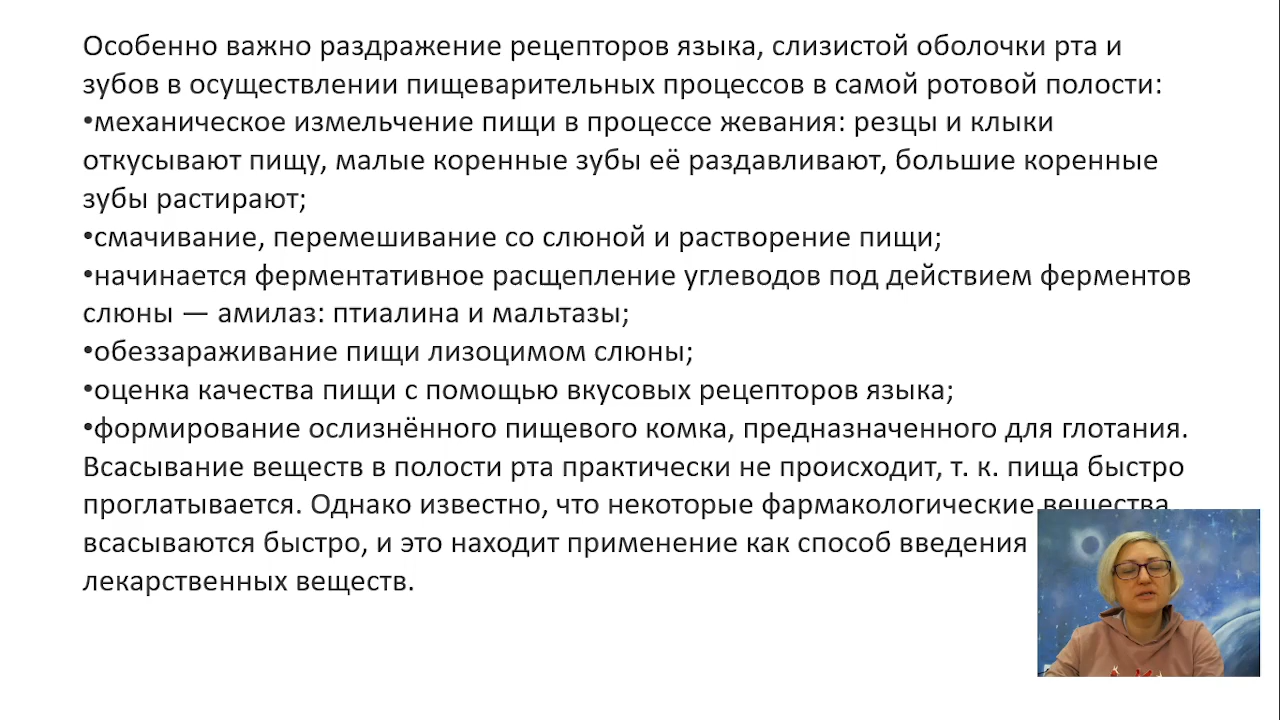 Особенно важно раздражение рецепторов языка, слизистой оболочки рта и
зубов в осуществлении пищеварительных процессов в самой ротовой полости:
•механическое измельчение пищи в процессе жевания: резцы и клыки
откусывают пищу, малые коренные зубы её раздавливают, большие коренные
зубы растирают;
•смачивание, перемешивание со слюной и растворение пищи;
•начинается ферментативное расщепление углеводов под действием ферментов
слюны — амилаз: птиалина и мальтазы;
•обеззараживание пищи лизоцимом слюны;
•оценка качества пищи с помощью вкусовых рецепторов языка;
•формирование ослизнённого пищевого комка, предназначенного для глотания.
Всасывание веществ в полости рта практически не происходит, т. к. пища быстро
проглатывается. Однако известно, что некоторые фармакологические вещества
всасываются быстро, и это находит применение как способ введения
лекарственных веществ.